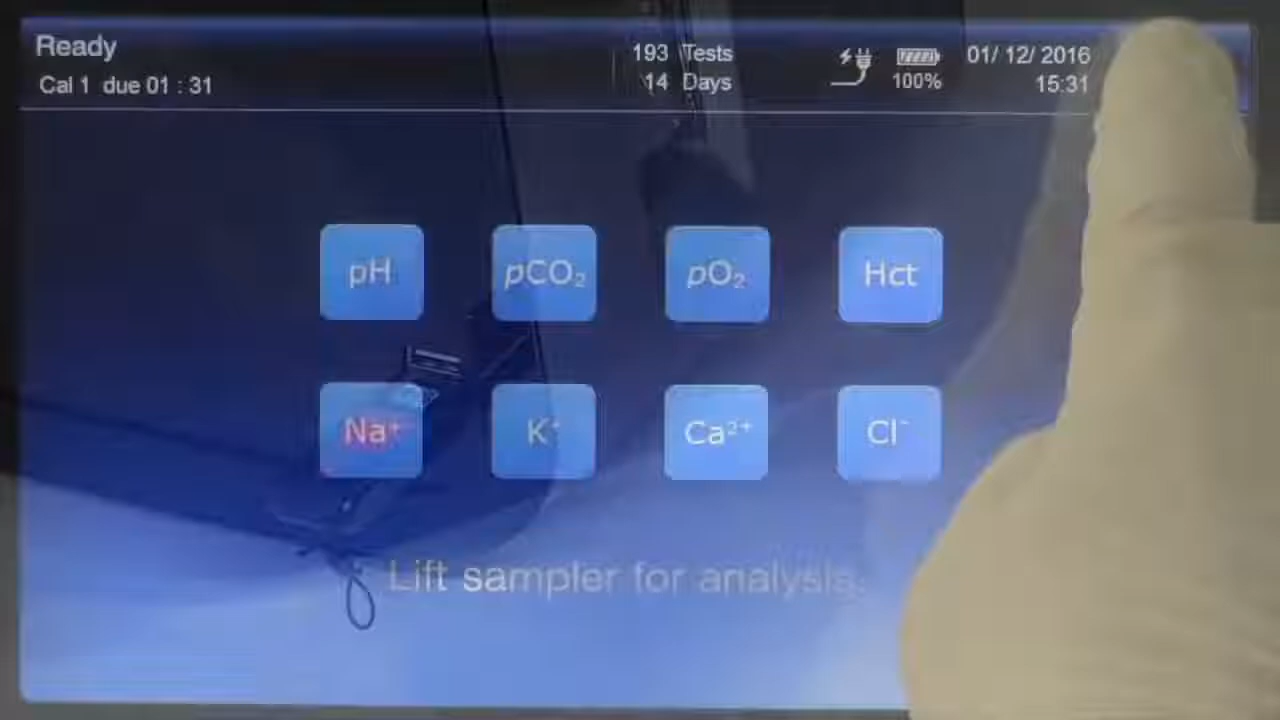 Ready
Cal 1 due 01 : 31
193 Tests
14 Days
100%
01/ 12/ 2016
15:31
pH
pCO₂
pO₂
Hct
Na⁺
K⁺
Ca²⁺
Cl⁻
Lift sampler for analysis.